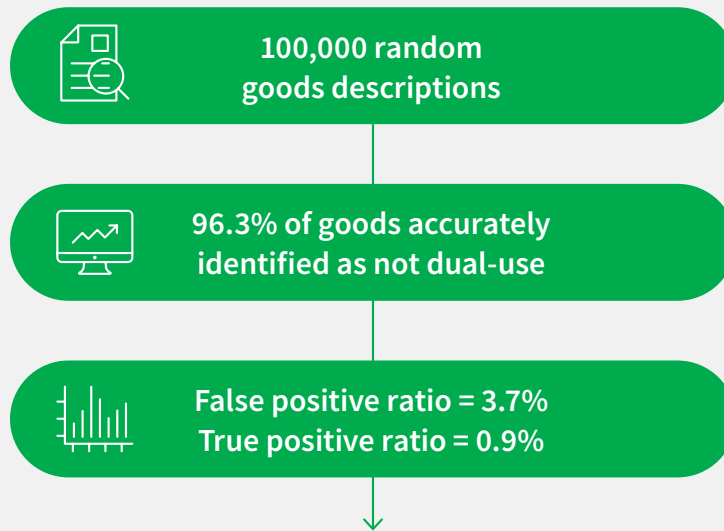 100,000 random
goods descriptions
96.3% of goods accurately
identified as not dual-use
False positive ratio = 3.7%
True positive ratio = 0.9%